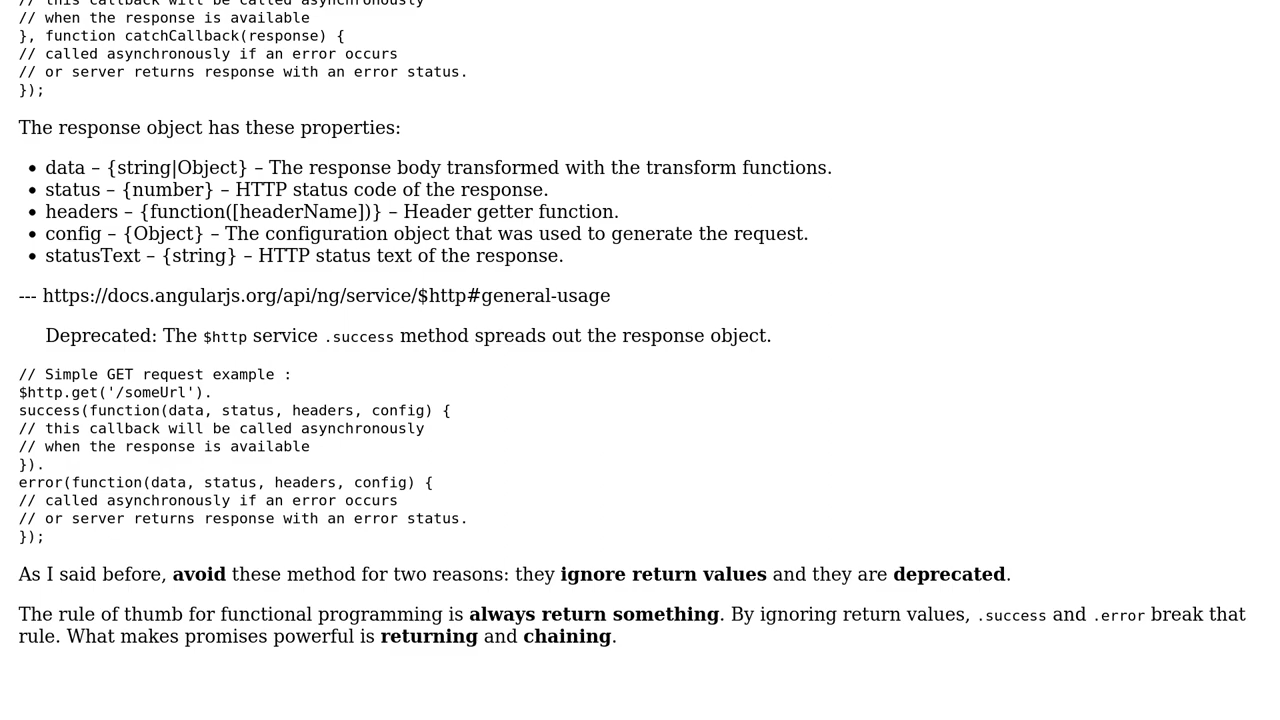 // this callback will be called asynchronously
// when the response is available
}, function catchCallback(response) {
// called asynchronously if an error occurs
// or server returns response with an error status.
});
The response object has these properties:
• data – {string|Object} – The response body transformed with the transform functions.
• status – {number} – HTTP status code of the response.
• headers – {function([headerName])} – Header getter function.
• config – {Object} – The configuration object that was used to generate the request.
• statusText – {string} – HTTP status text of the response.
--- https://docs.angularjs.org/api/ng/service/$http#general-usage
Deprecated: The $http service .success method spreads out the response object.
// Simple GET request example :
$http.get('/someUrl').
success(function(data, status, headers, config) {
// this callback will be called asynchronously
// when the response is available
}).
error(function(data, status, headers, config) {
// called asynchronously if an error occurs
// or server returns response with an error status.
});
As I said before, avoid these method for two reasons: they ignore return values and they are deprecated.
The rule of thumb for functional programming is always return something. By ignoring return values, .success and .error break that
rule. What makes promises powerful is returning and chaining.